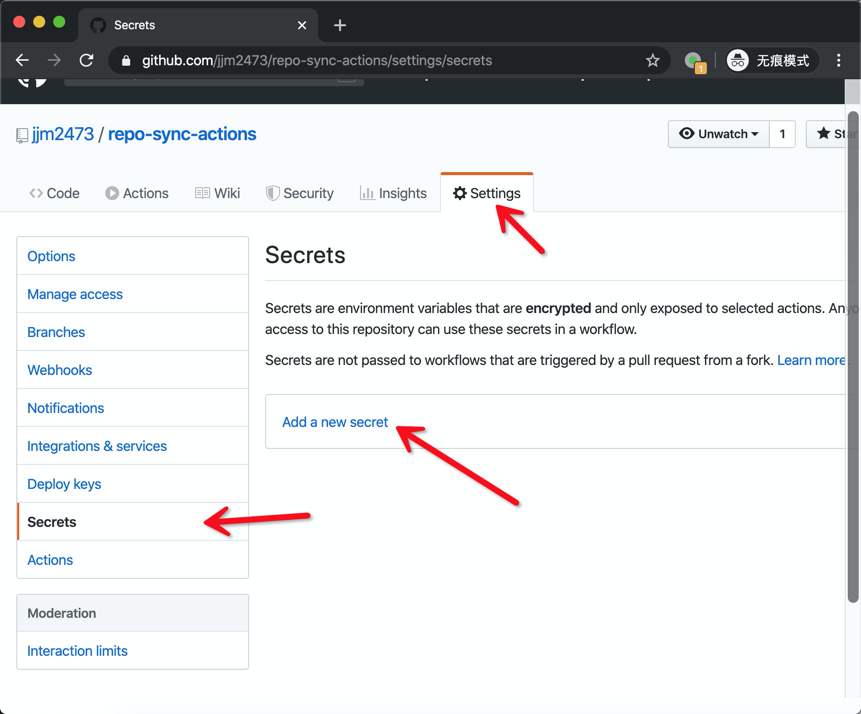 Secrets
github.com/jjm2473/repo-sync-actions/settings/secrets
1
无痕模式
jjm2473 / repo-sync-actions
Unwatch
1
Star
Code
Actions
Wiki
Security
Insights
Settings
Options
Manage access
Branches
Webhooks
Notifications
Integrations & services
Deploy keys
Secrets
Actions
Moderation
Interaction limits
Secrets
Secrets are environment variables that are encrypted and only exposed to selected actions. Anyo
access to this repository can use these secrets in a workflow.
Secrets are not passed to workflows that are triggered by a pull request from a fork. Learn more.
Add a new secret